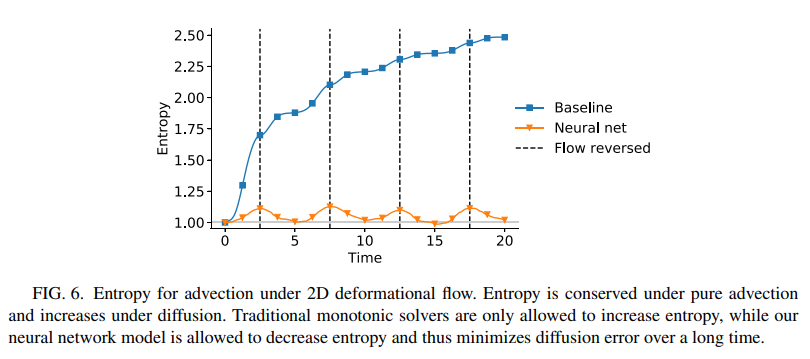 2.50
2.25
2.00
1.75
1.50
1.25
1.00
Entropy
0 5 10 15 20
Time
Baseline
Neural net
Flow reversed
FIG. 6. Entropy for advection under 2D deformational flow. Entropy is conserved under pure advection
and increases under diffusion. Traditional monotonic solvers are only allowed to increase entropy, while our
neural network model is allowed to decrease entropy and thus minimizes diffusion error over a long time.